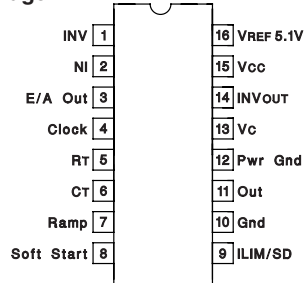 INV 1
NI 2
E/A Out 3
Clock 4
RT 5
CT 6
Ramp 7
Soft Start 8
16 VREF 5.1V
15 VCC
14 INVOUT
13 VC
12 Pwr Gnd
11 Out
10 Gnd
9 ILIM/SD